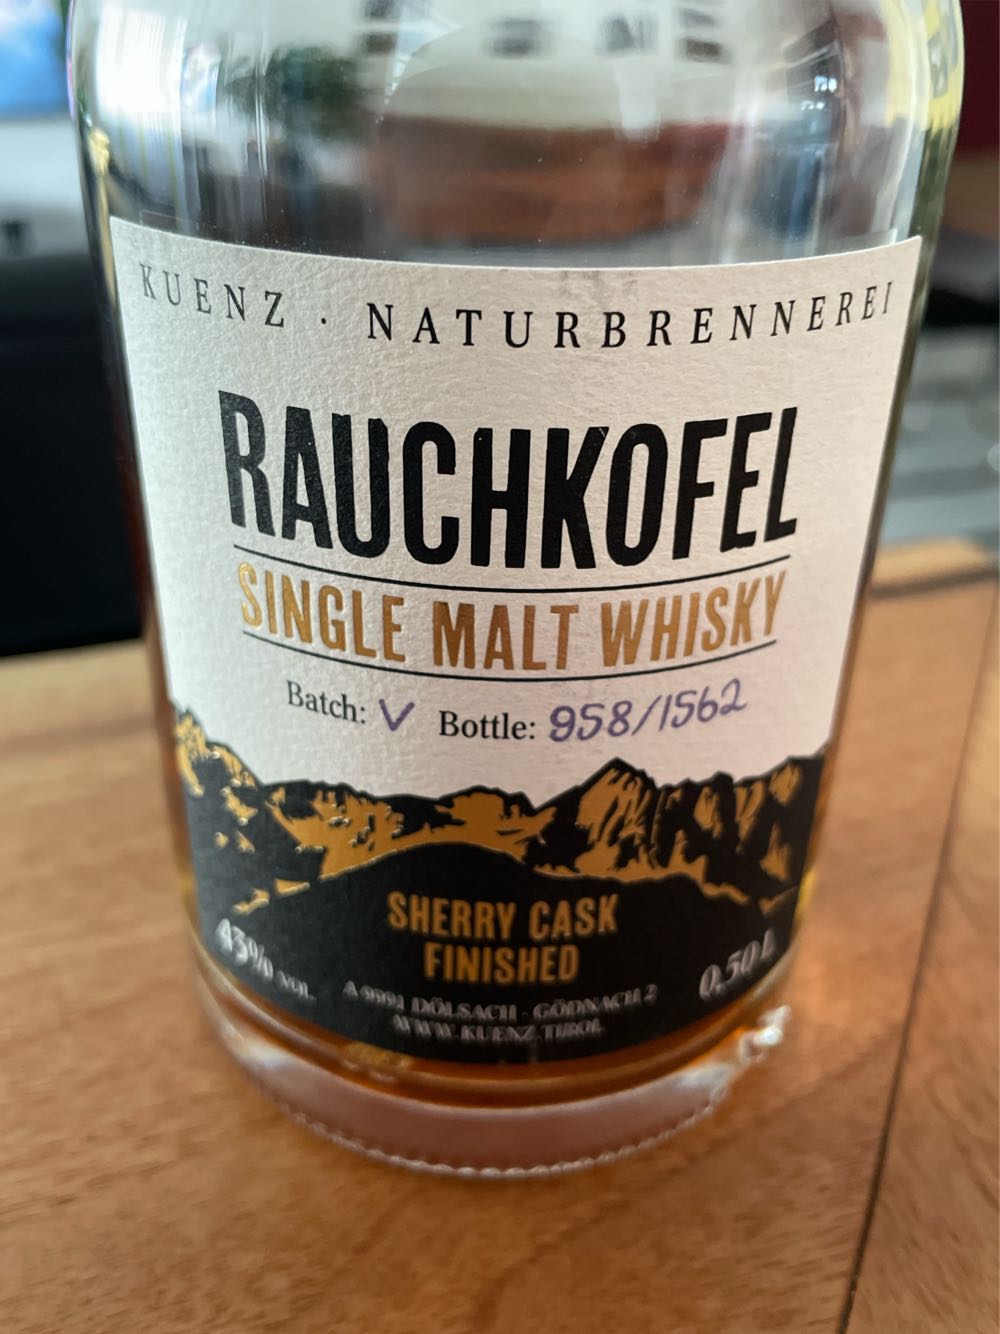 KUENZ · NATURBRENNEREI
RAUCHKOFEL
SINGLE MALT WHISKY
Batch: V Bottle: 958/1562
SHERRY CASK
FINISHED
43% VOL. 0,50 L
A-9991 DÖLSACH · GÖDNACH 2
WWW.KUENZ.TIROL